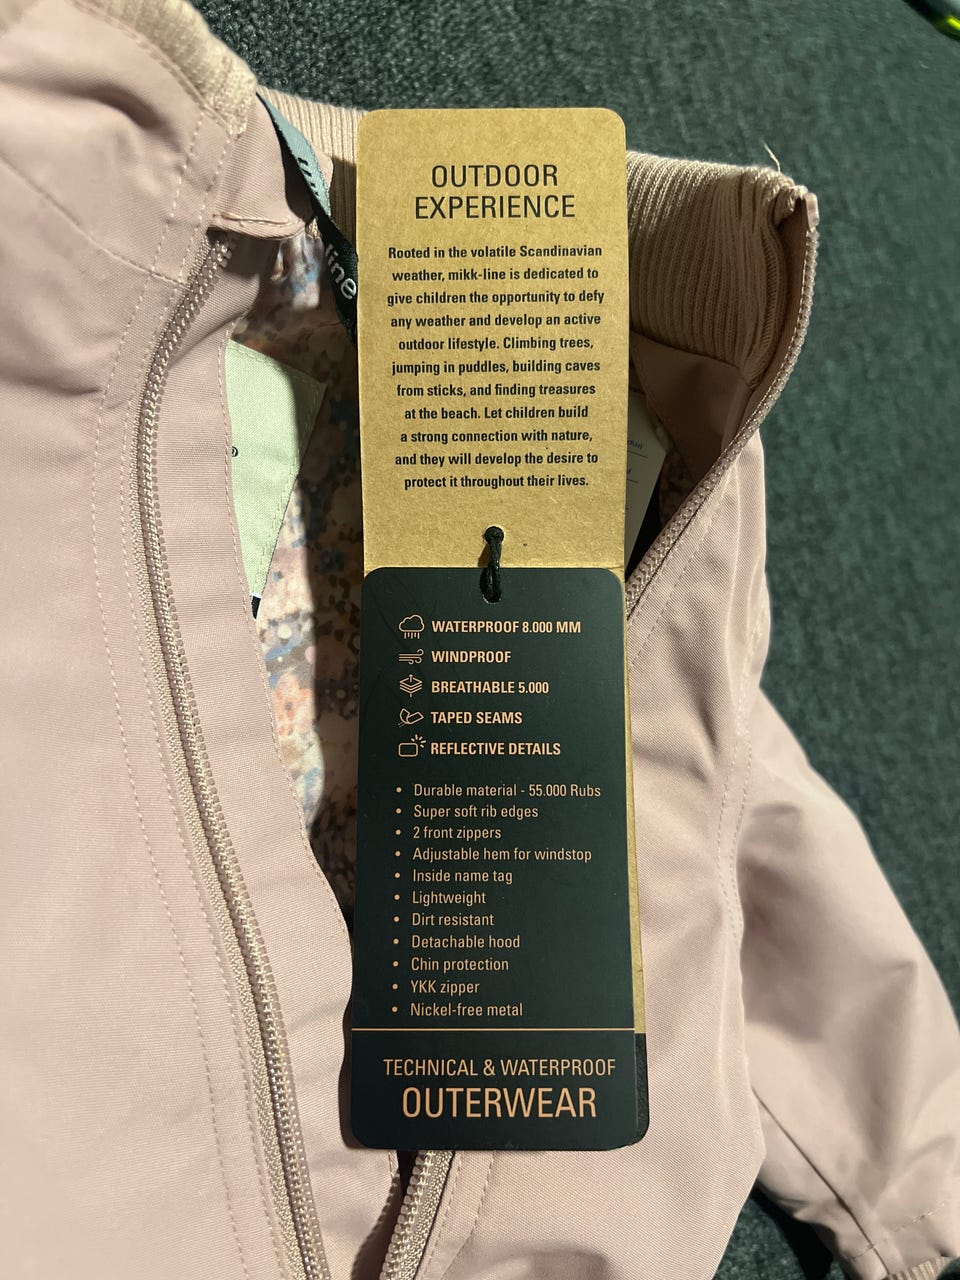 OUTDOOR
EXPERIENCE
Rooted in the volatile Scandinavian
weather, mikk-line is dedicated to
give children the opportunity to defy
any weather and develop an active
outdoor lifestyle. Climbing trees,
jumping in puddles, building caves
from sticks, and finding treasures
at the beach. Let children build
a strong connection with nature,
and they will develop the desire to
protect it throughout their lives.
WATERPROOF 8.000 MM
WINDPROOF
BREATHABLE 5.000
TAPED SEAMS
REFLECTIVE DETAILS
• Durable material - 55.000 Rubs
• Super soft rib edges
• 2 front zippers
• Adjustable hem for windstop
• Inside name tag
• Lightweight
• Dirt resistant
• Detachable hood
• Chin protection
• YKK zipper
• Nickel-free metal
TECHNICAL & WATERPROOF
OUTERWEAR
line
®